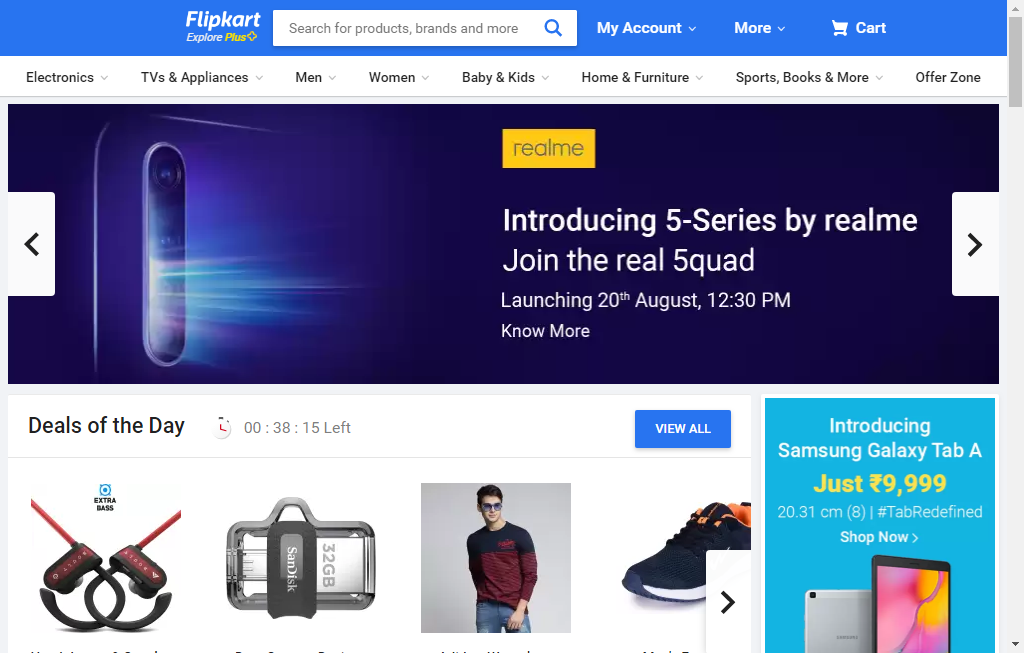 Flipkart
Explore Plus
Search for products, brands and more
My Account
More
Cart
Electronics
TVs & Appliances
Men
Women
Baby & Kids
Home & Furniture
Sports, Books & More
Offer Zone
realme
Introducing 5-Series by realme
Join the real 5quad
Launching 20th August, 12:30 PM
Know More
Deals of the Day
00 : 38 : 15 Left
VIEW ALL
EXTRA
BASS
SanDisk
32GB
Introducing
Samsung Galaxy Tab A
Just ₹9,999
20.31 cm (8) | #TabRedefined
Shop Now
SAMSUNG